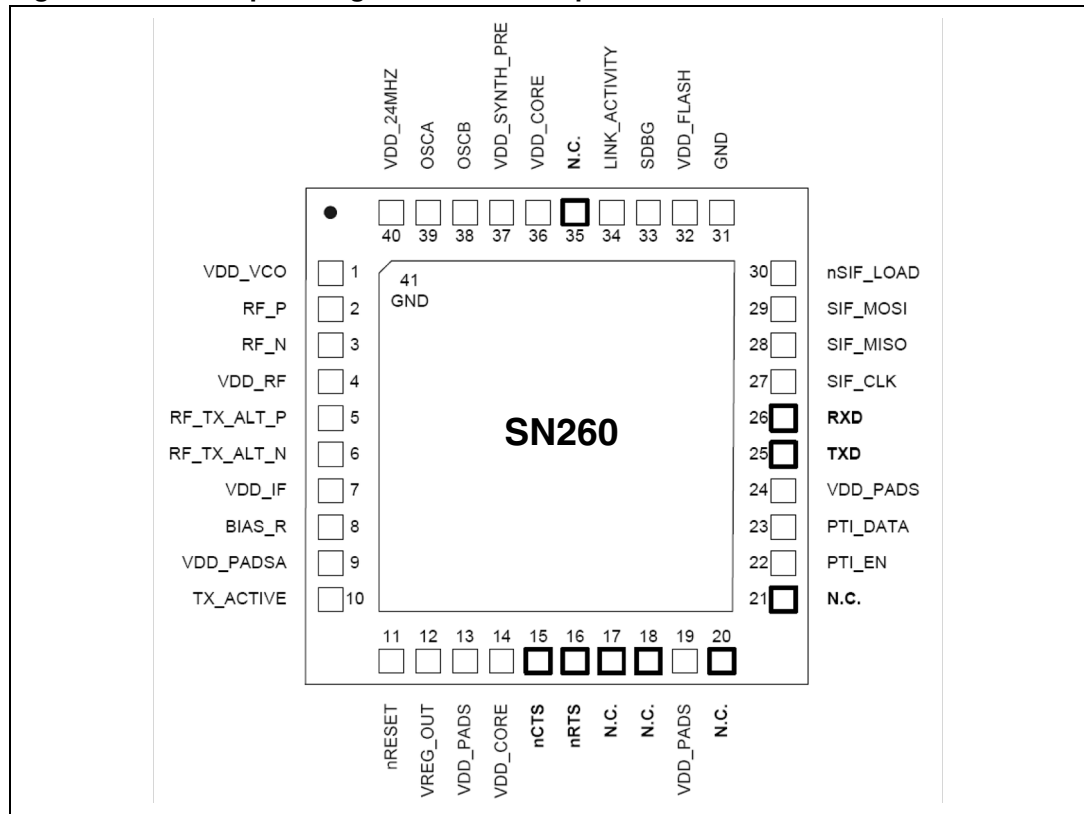 VDD_24MHZ
OSCA
OSCB
VDD_SYNTH_PRE
VDD_CORE
N.C.
LINK_ACTIVITY
SDBG
VDD_FLASH
GND
40 39 38 37 36 35 34 33 32 31
VDD_VCO 1
RF_P 2
RF_N 3
VDD_RF 4
RF_TX_ALT_P 5
RF_TX_ALT_N 6
VDD_IF 7
BIAS_R 8
VDD_PADSA 9
TX_ACTIVE 10
41
GND
SN260
30 nSIF_LOAD
29 SIF_MOSI
28 SIF_MISO
27 SIF_CLK
26 RXD
25 TXD
24 VDD_PADS
23 PTI_DATA
22 PTI_EN
21 N.C.
11 12 13 14 15 16 17 18 19 20
nRESET
VREG_OUT
VDD_PADS
VDD_CORE
nCTS
nRTS
N.C.
N.C.
VDD_PADS
N.C.